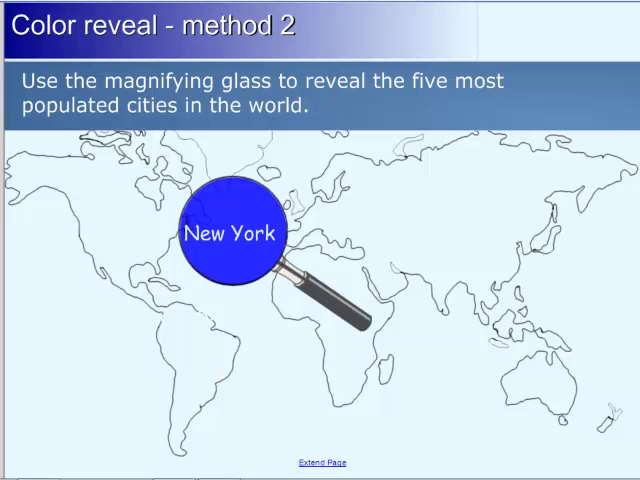 Color reveal - method 2
Use the magnifying glass to reveal the five most
populated cities in the world.
New York
Extend Page